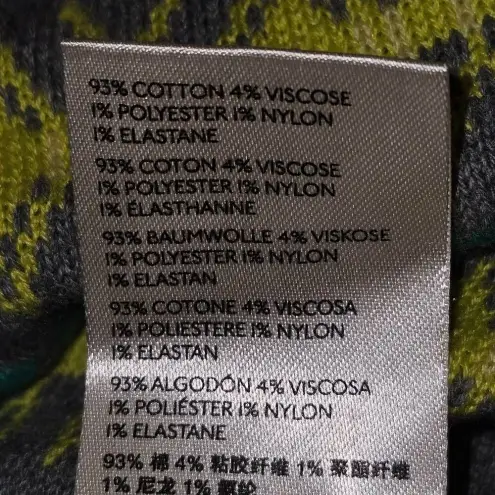 93% COTTON 4% VISCOSE
1% POLYESTER 1% NYLON
1% ELASTANE
93% COTON 4% VISCOSE
1% POLYESTER 1% NYLON
1% ÉLASTHANNE
93% BAUMWOLLE 4% VISKOSE
1% POLYESTER 1% NYLON
1% ELASTAN
93% COTONE 4% VISCOSA
1% POLIESTERE 1% NYLON
1% ELASTAN
93% ALGODÓN 4% VISCOSA
1% POLIÉSTER 1% NYLON
1% ELASTANE
93% 棉 4% 粘胶纤维 1% 聚酯纤维
1% 尼龙 1% 氨纶